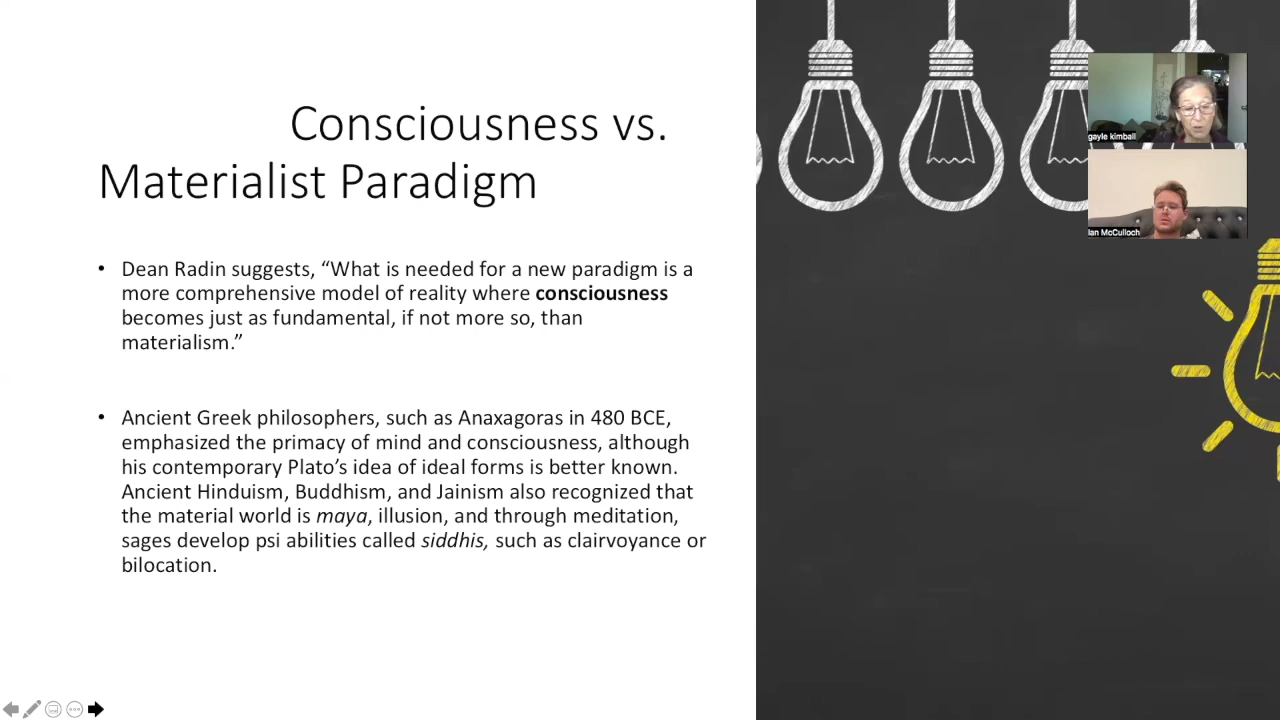 Consciousness vs.
Materialist Paradigm
• Dean Radin suggests, “What is needed for a new paradigm is a
more comprehensive model of reality where consciousness
becomes just as fundamental, if not more so, than
materialism.”
• Ancient Greek philosophers, such as Anaxagoras in 480 BCE,
emphasized the primacy of mind and consciousness, although
his contemporary Plato’s idea of ideal forms is better known.
Ancient Hinduism, Buddhism, and Jainism also recognized that
the material world is maya, illusion, and through meditation,
sages develop psi abilities called siddhis, such as clairvoyance or
bilocation.
gayle kimball
Ian McCulloch